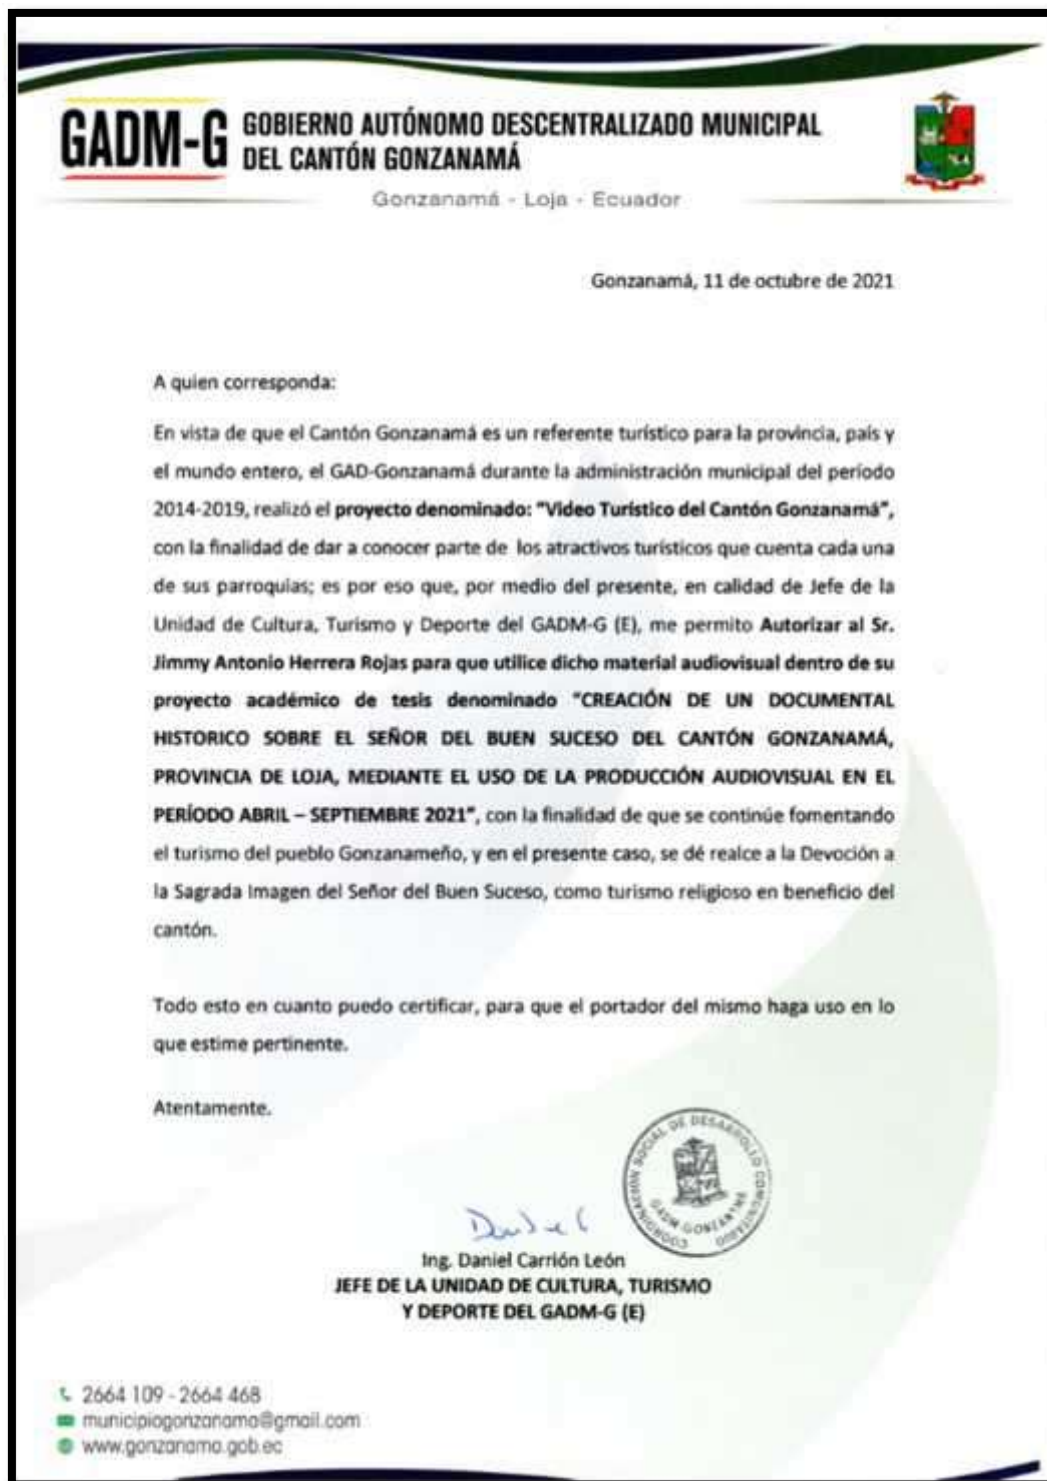 GADM-G GOBIERNO AUTÓNOMO DESCENTRALIZADO MUNICIPAL
DEL CANTÓN GONZANAMÁ
Gonzanamá - Loja - Ecuador
Gonzanamá, 11 de octubre de 2021
A quien corresponda:
En vista de que el Cantón Gonzanamá es un referente turístico para la provincia, país y
el mundo entero, el GAD-Gonzanamá durante la administración municipal del período
2014-2019, realizó el proyecto denominado: "Video Turístico del Cantón Gonzanamá",
con la finalidad de dar a conocer parte de los atractivos turísticos que cuenta cada una
de sus parroquias; es por eso que, por medio del presente, en calidad de Jefe de la
Unidad de Cultura, Turismo y Deporte del GADM-G (E), me permito Autorizar al Sr.
Jimmy Antonio Herrera Rojas para que utilice dicho material audiovisual dentro de su
proyecto académico de tesis denominado "CREACIÓN DE UN DOCUMENTAL
HISTORICO SOBRE EL SEÑOR DEL BUEN SUCESO DEL CANTÓN GONZANAMÁ,
PROVINCIA DE LOJA, MEDIANTE EL USO DE LA PRODUCCIÓN AUDIOVISUAL EN EL
PERÍODO ABRIL – SEPTIEMBRE 2021", con la finalidad de que se continúe fomentando
el turismo del pueblo Gonzanameño, y en el presente caso, se dé realce a la Devoción a
la Sagrada Imagen del Señor del Buen Suceso, como turismo religioso en beneficio del
cantón.
Todo esto en cuanto puedo certificar, para que el portador del mismo haga uso en lo
que estime pertinente.
Atentamente.
COORDINACIÓN SOCIAL DE DESARROLLO COMUNITARIO
GADM-GONZANAMÁ
Ing. Daniel Carrión León
JEFE DE LA UNIDAD DE CULTURA, TURISMO
Y DEPORTE DEL GADM-G (E)
2664 109 - 2664 468
municipiogonzanama@gmail.com
www.gonzanama.gob.ec